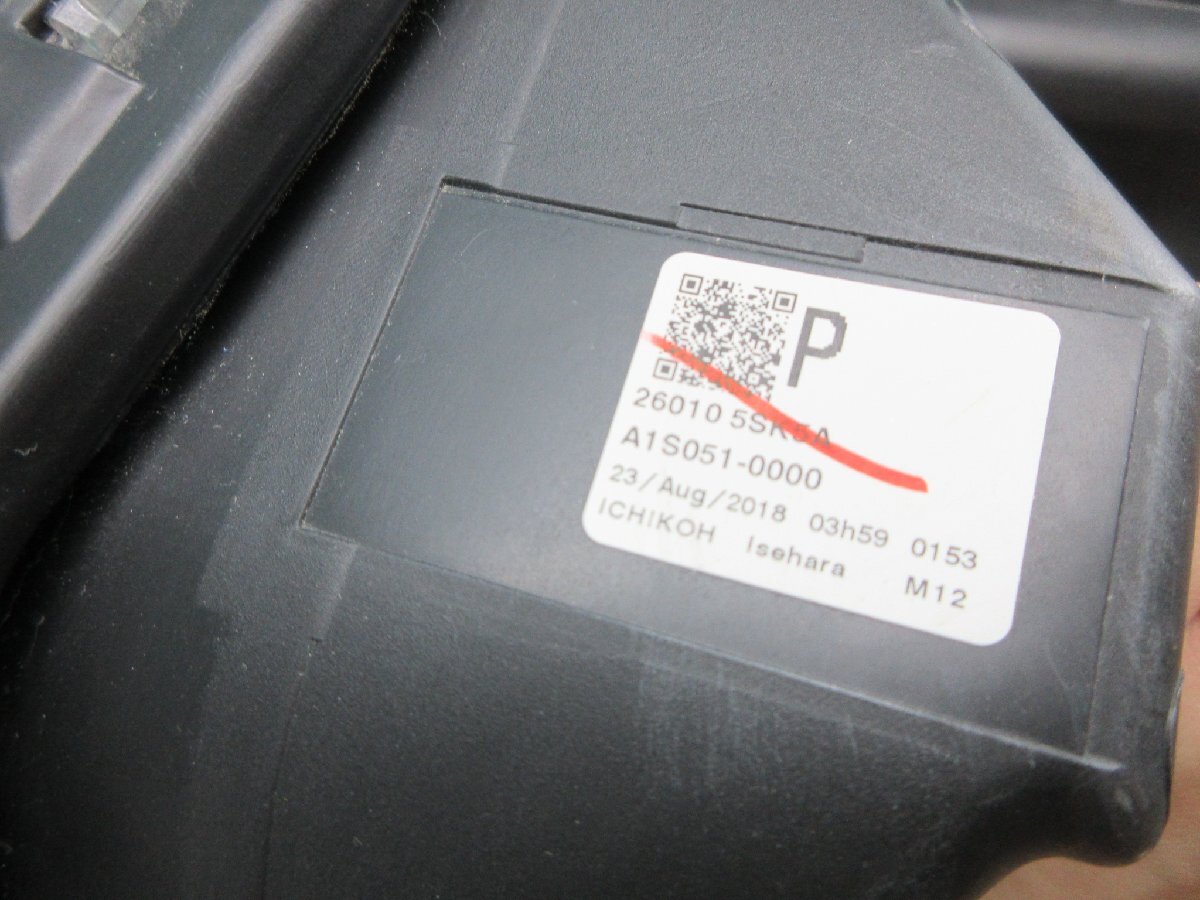 P
26010 5SK5A
A1S051-0000
23/Aug/2018 03h59 0153
ICHIKOH Isehara M12